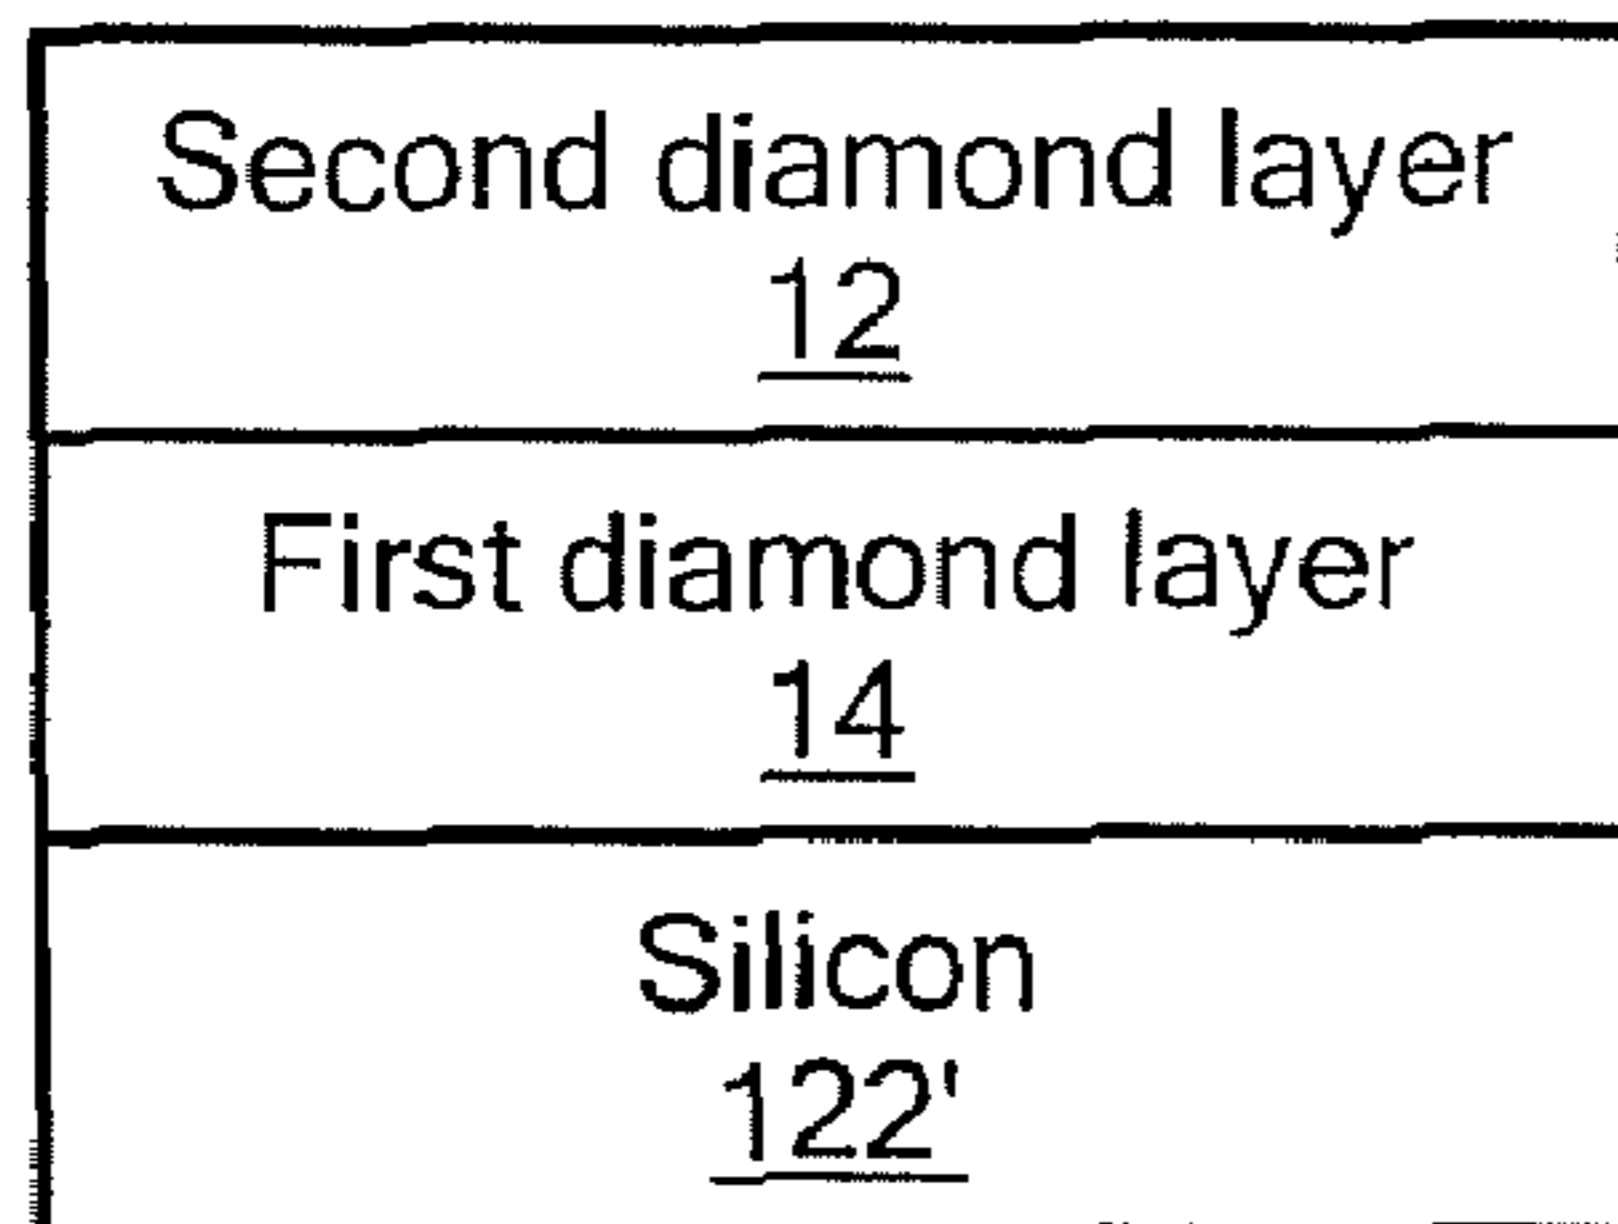 Second diamond layer
12
First diamond layer
14
Silicon
122'